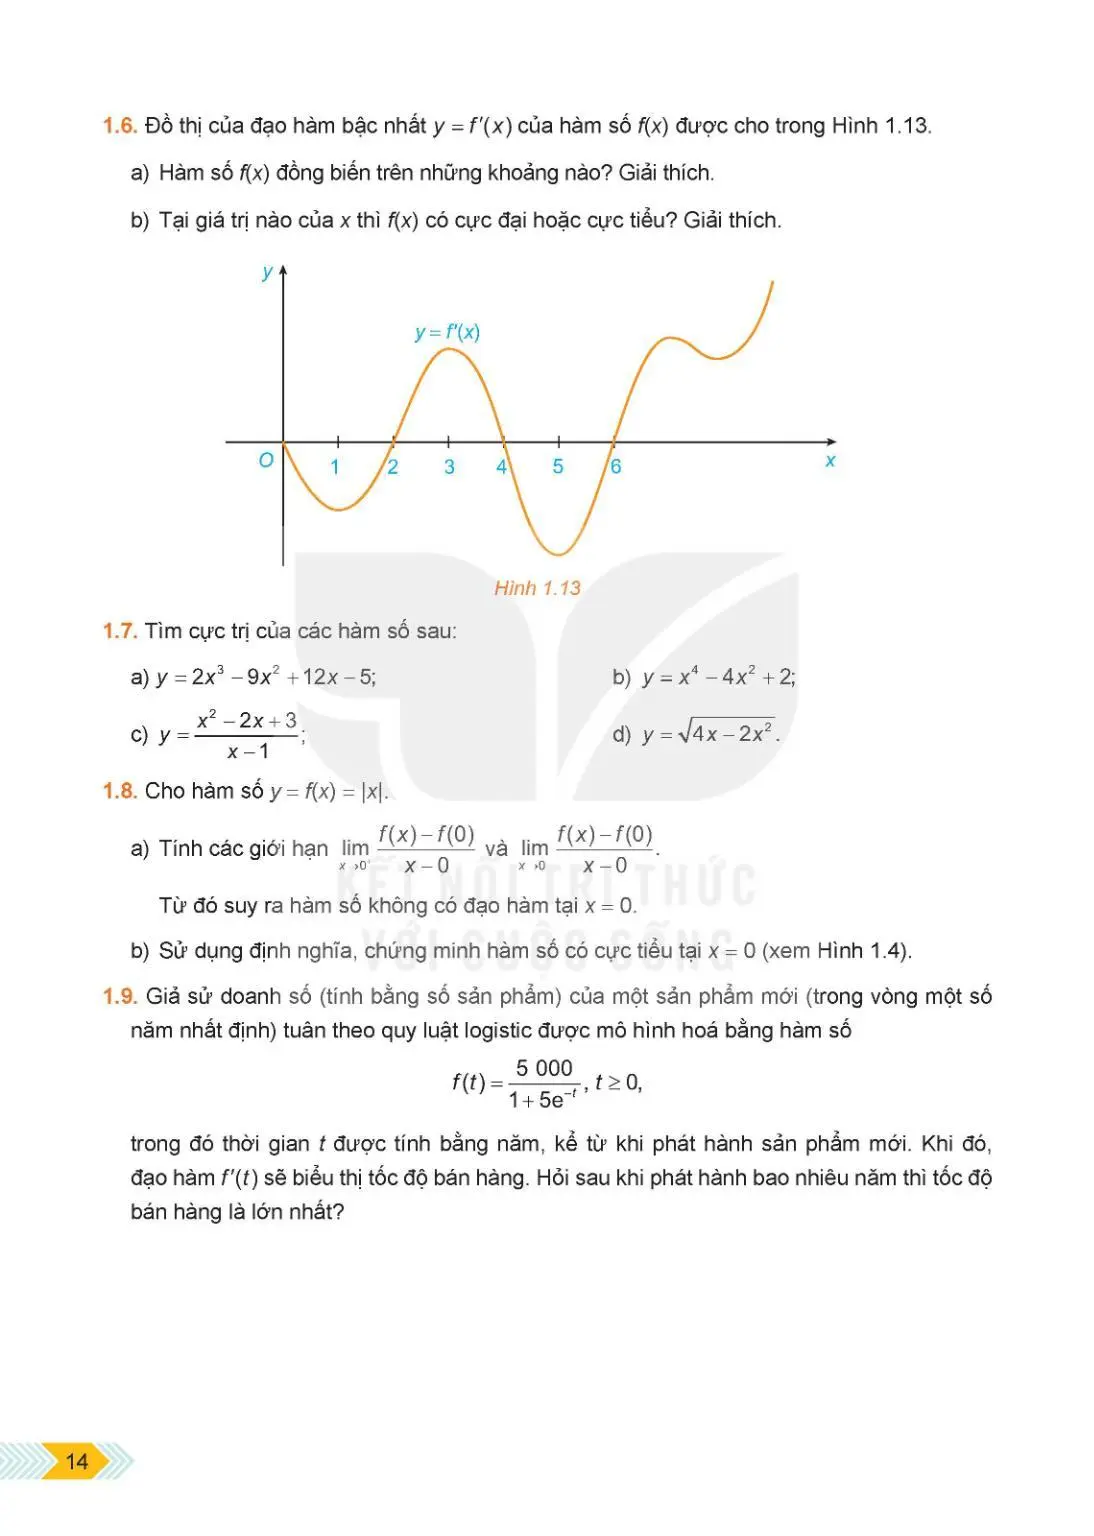 1.6. Đồ thị của đạo hàm bậc nhất y = f'(x) của hàm số f(x) được cho trong Hình 1.13.
a) Hàm số f(x) đồng biến trên những khoảng nào? Giải thích.
b) Tại giá trị nào của x thì f(x) có cực đại hoặc cực tiểu? Giải thích.
y
y = f'(x)
O 1 2 3 4 5 6 x
Hình 1.13
1.7. Tìm cực trị của các hàm số sau:
a) y = 2x³ − 9x² + 12x − 5; b) y = x⁴ − 4x² + 2;
c) y = (x² − 2x + 3)/(x − 1); d) y = √(4x − 2x²).
1.8. Cho hàm số y = f(x) = |x|.
a) Tính các giới hạn lim x→0⁺ (f(x) − f(0))/(x − 0) và lim x→0 (f(x) − f(0))/(x − 0).
Từ đó suy ra hàm số không có đạo hàm tại x = 0.
b) Sử dụng định nghĩa, chứng minh hàm số có cực tiểu tại x = 0 (xem Hình 1.4).
KẾT NỐI TRI THỨC
VỚI CUỘC SỐNG
1.9. Giả sử doanh số (tính bằng số sản phẩm) của một sản phẩm mới (trong vòng một số
năm nhất định) tuân theo quy luật logistic được mô hình hoá bằng hàm số
f(t) = 5 000/(1 + 5e⁻ᵗ), t ≥ 0,
trong đó thời gian t được tính bằng năm, kể từ khi phát hành sản phẩm mới. Khi đó,
đạo hàm f'(t) sẽ biểu thị tốc độ bán hàng. Hỏi sau khi phát hành bao nhiêu năm thì tốc độ
bán hàng là lớn nhất?
14